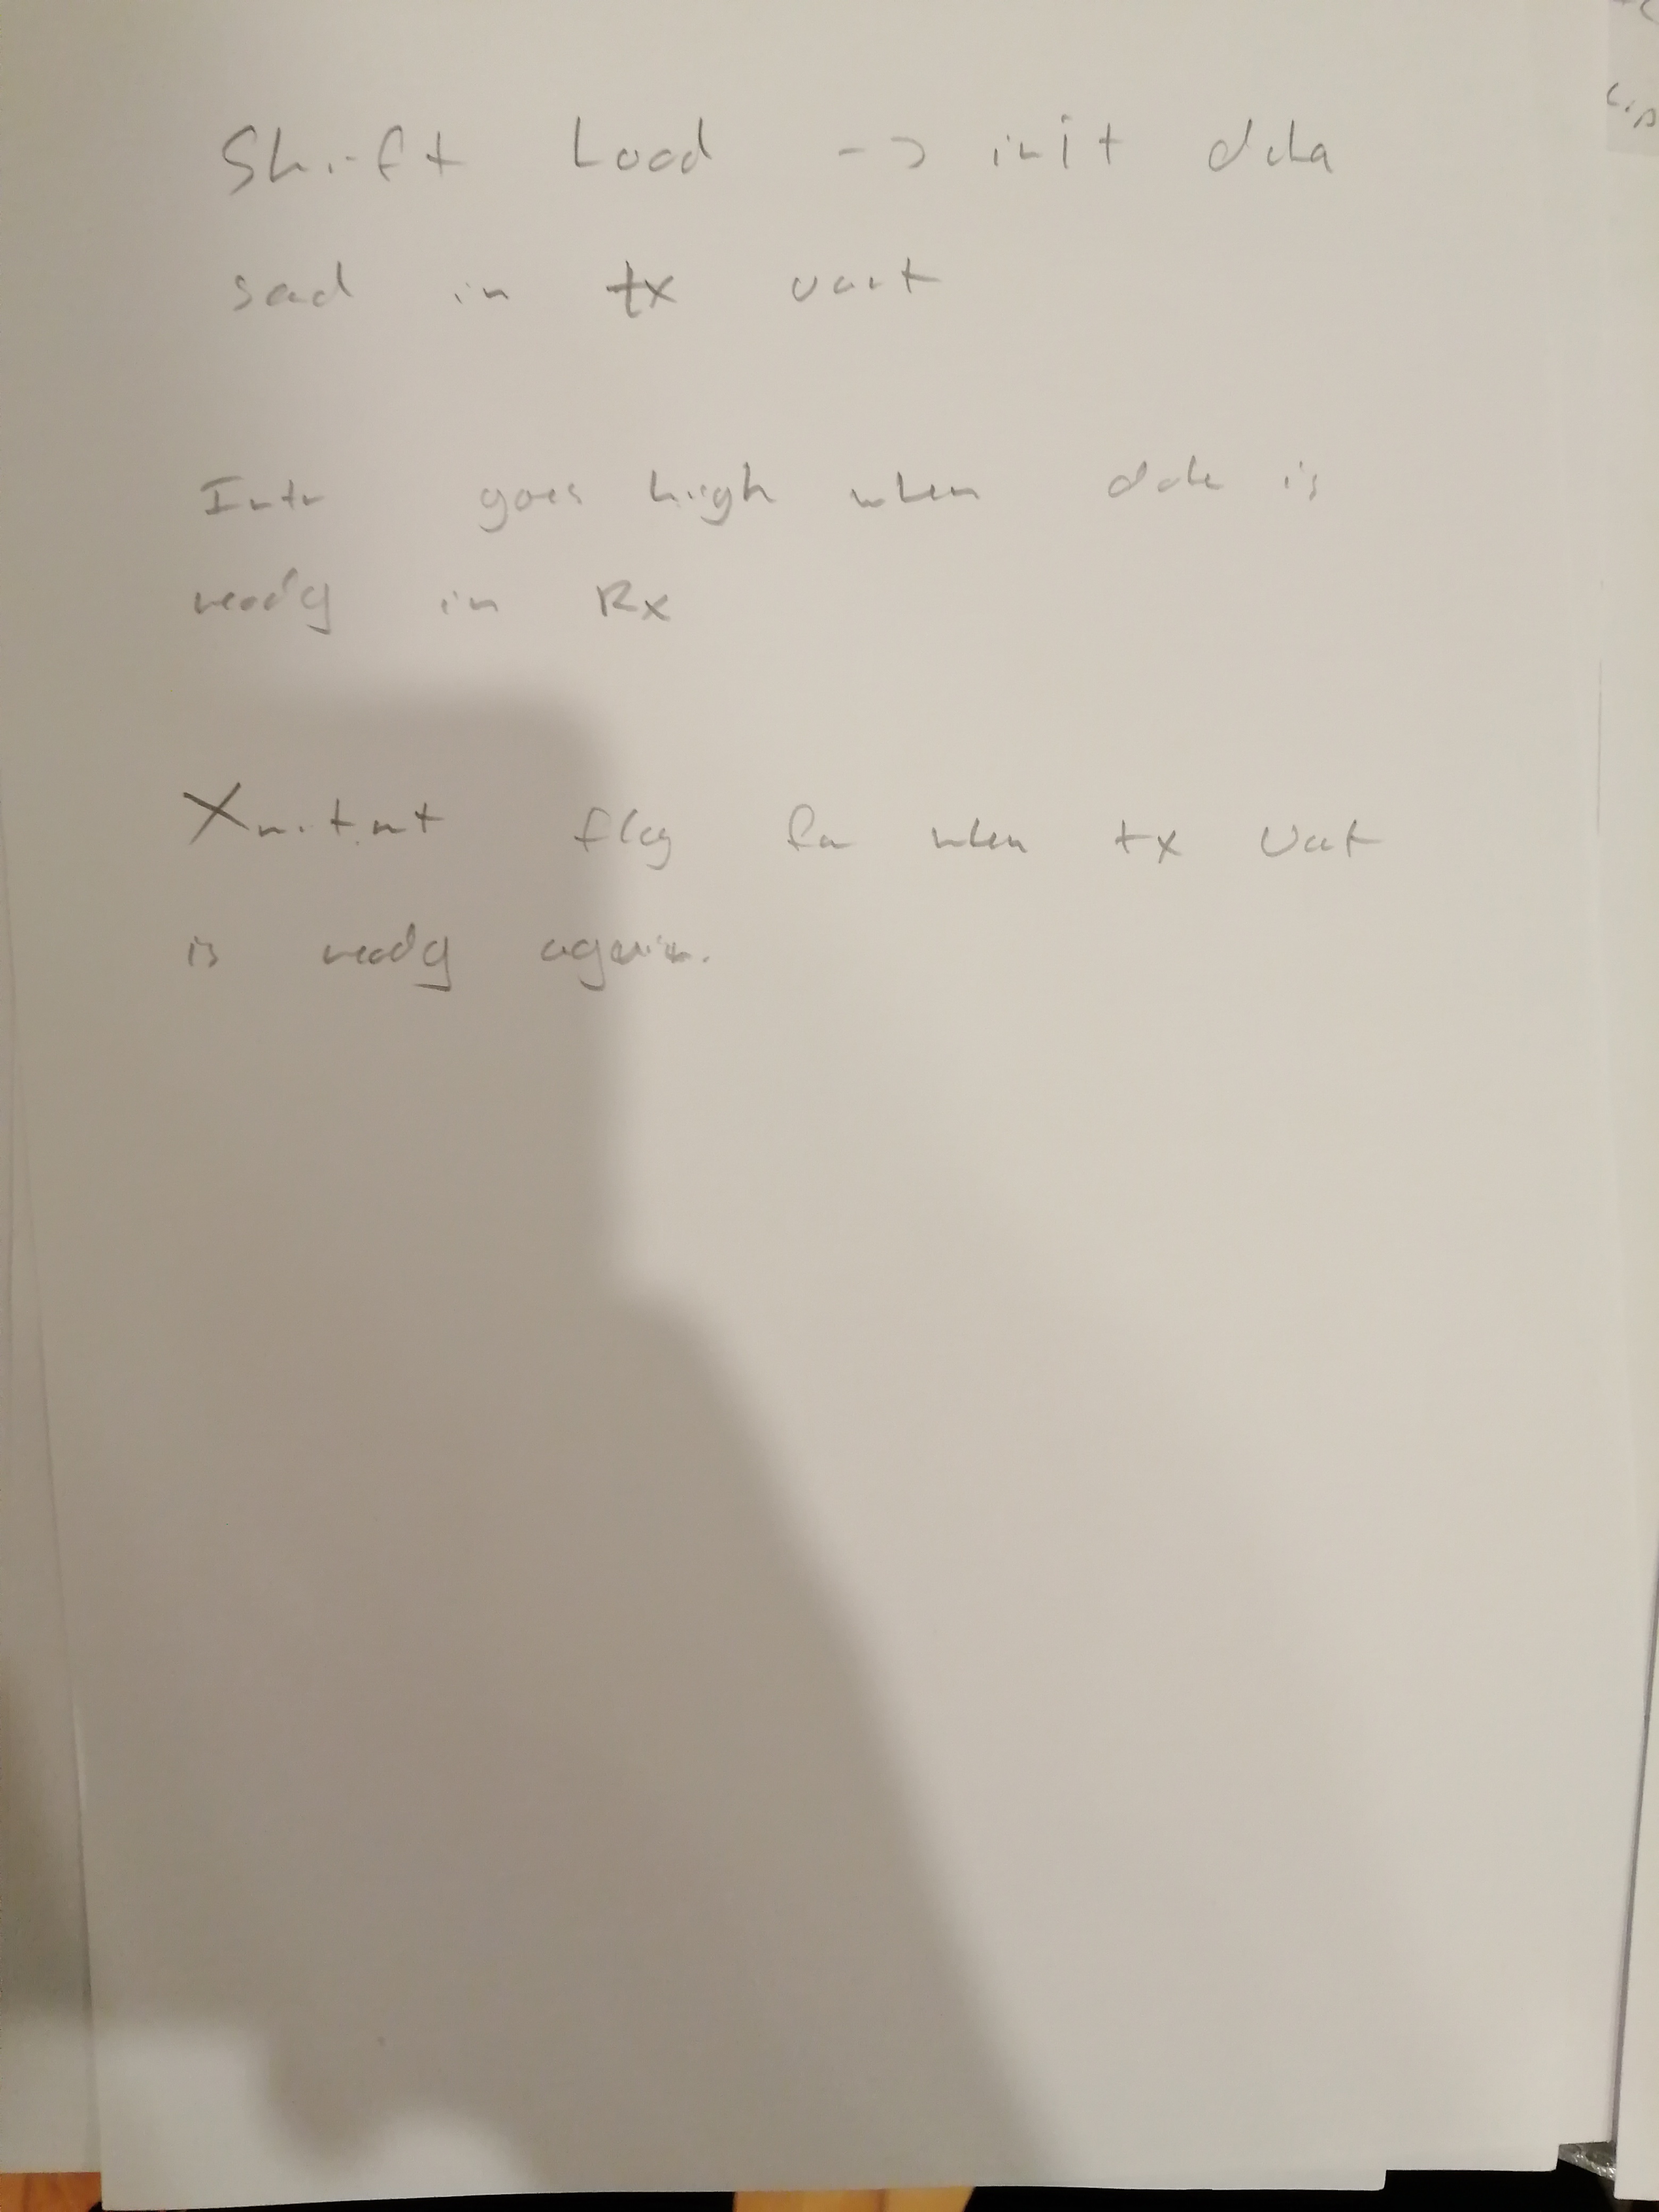 Shift Load -> init data
send in tx uart
Intr goes high when data is
ready in Rx
flag for when tx Uart
is ready again.